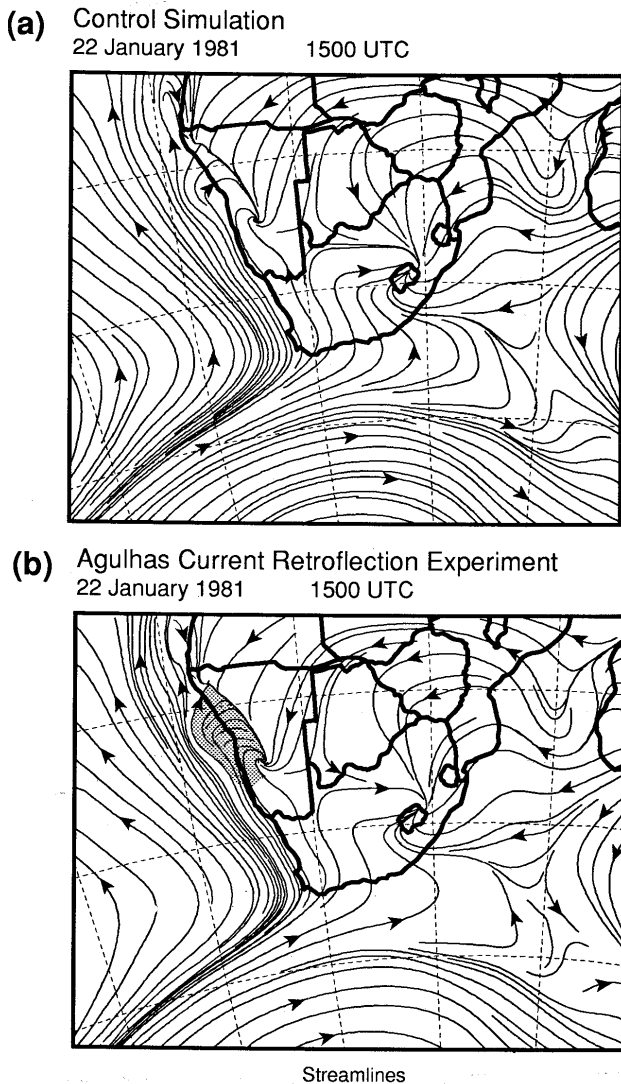 (a) Control Simulation
22 January 1981 1500 UTC
(b) Agulhas Current Retroflection Experiment
22 January 1981 1500 UTC
Streamlines